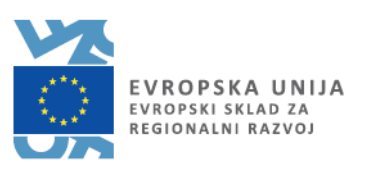 EVROPSKA UNIJA
EVROPSKI SKLAD ZA
REGIONALNI RAZVOJ